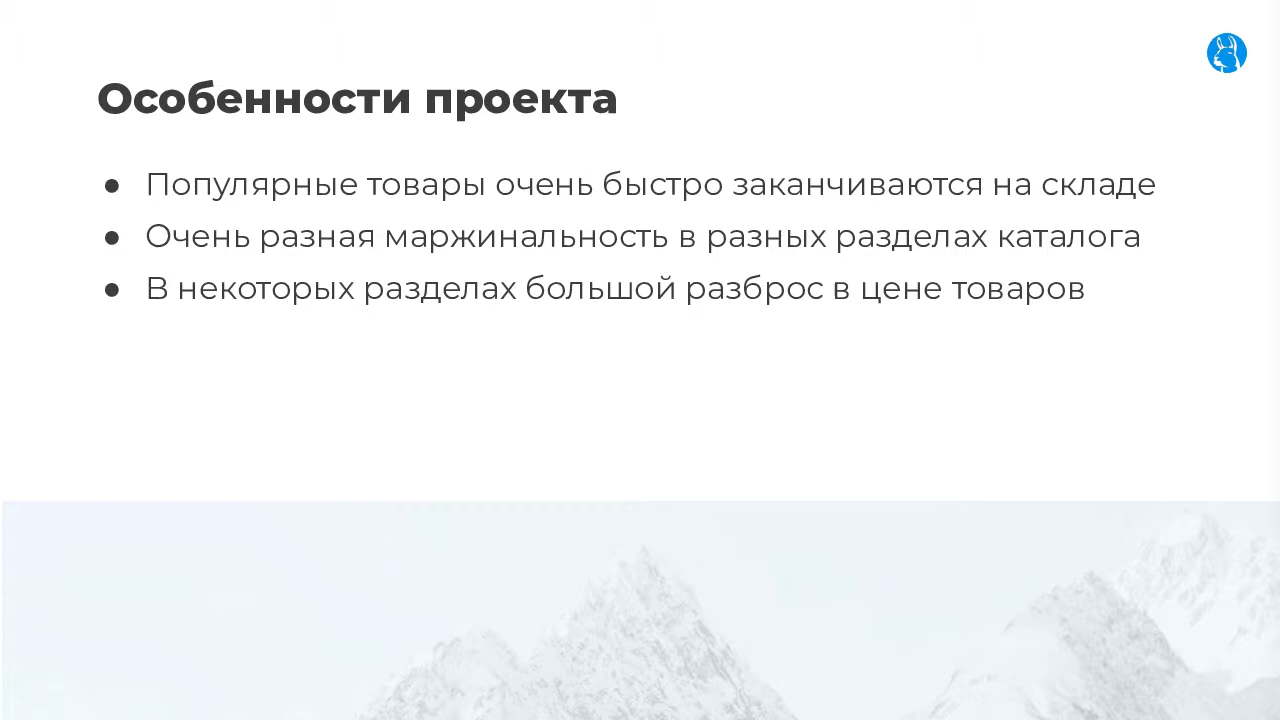 Особенности проекта
● Популярные товары очень быстро заканчиваются на складе
● Очень разная маржинальность в разных разделах каталога
● В некоторых разделах большой разброс в цене товаров